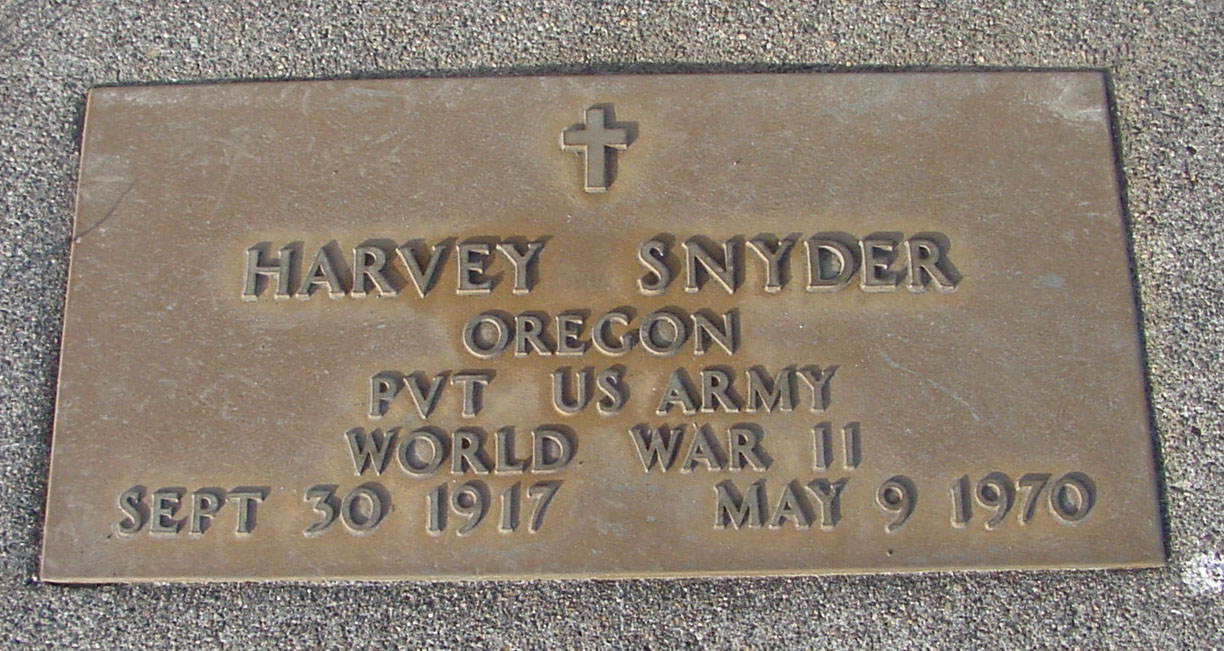 HARVEY SNYDER
OREGON
PVT US ARMY
WORLD WAR II
SEPT 30 1917 MAY 9 1970